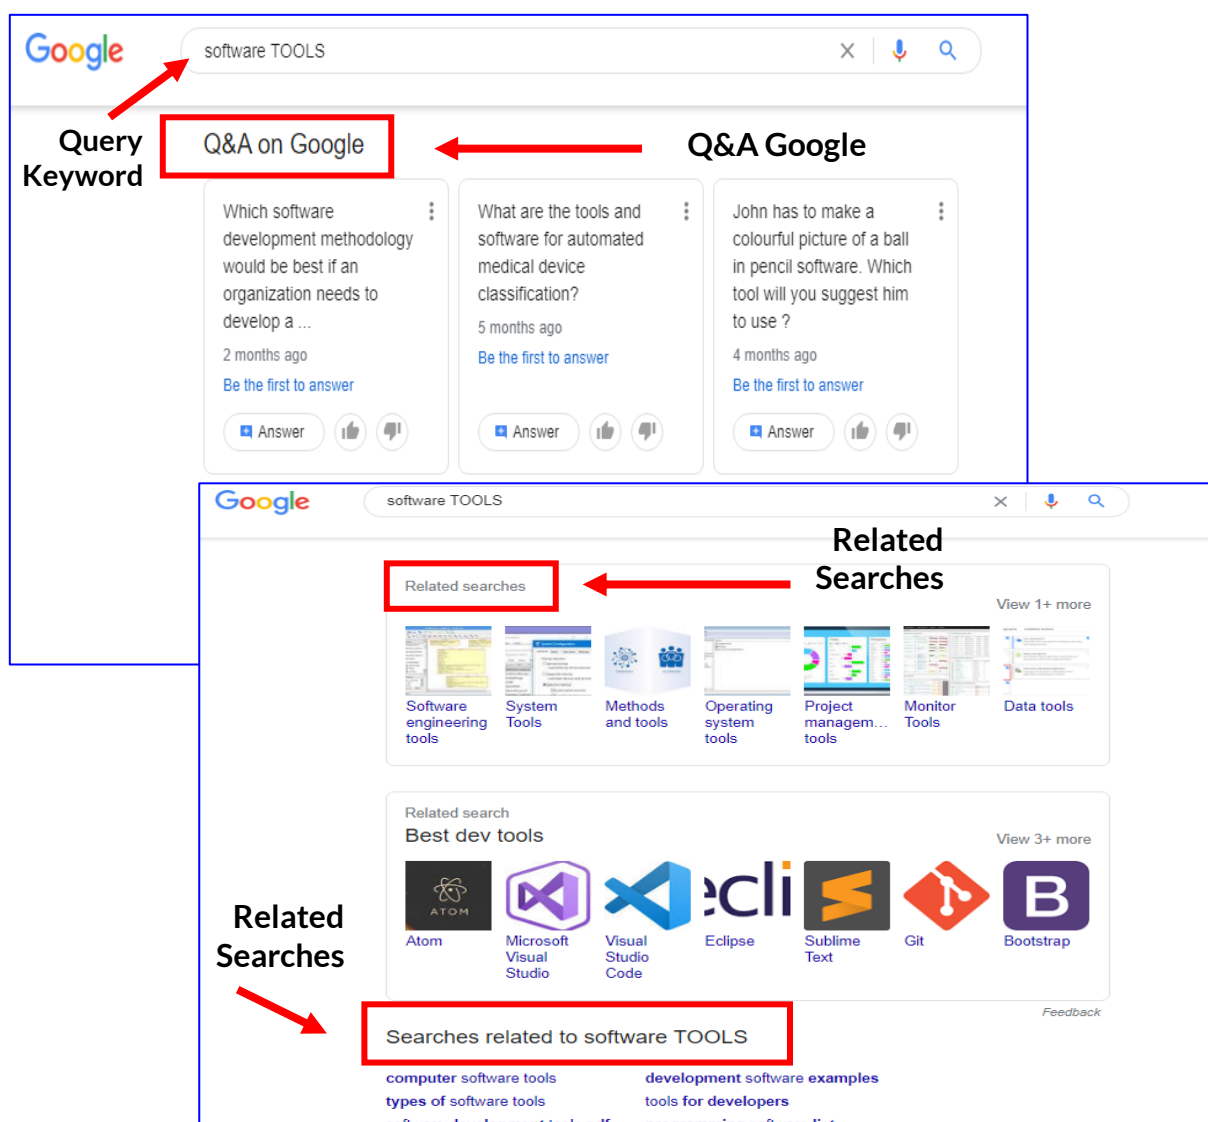 Google
software TOOLS
Query
Keyword
Q&A on Google
Q&A Google
Which software
development methodology
would be best if an
organization needs to
develop a ...
2 months ago
Be the first to answer
Answer
What are the tools and
software for automated
medical device
classification?
5 months ago
Be the first to answer
Answer
John has to make a
colourful picture of a ball
in pencil software. Which
tool will you suggest him
to use ?
4 months ago
Be the first to answer
Answer
Google
software TOOLS
Related
Searches
Related searches
View 1+ more
Software
engineering
tools
System
Tools
Methods
and tools
Operating
system
tools
Project
managem...
tools
Monitor
Tools
Data tools
Related search
Best dev tools
View 3+ more
ATOM
ecli
B
Atom
Microsoft
Visual
Studio
Visual
Studio
Code
Eclipse
Sublime
Text
Git
Bootstrap
Related
Searches
Feedback
Searches related to software TOOLS
computer software tools
development software examples
types of software tools
tools for developers